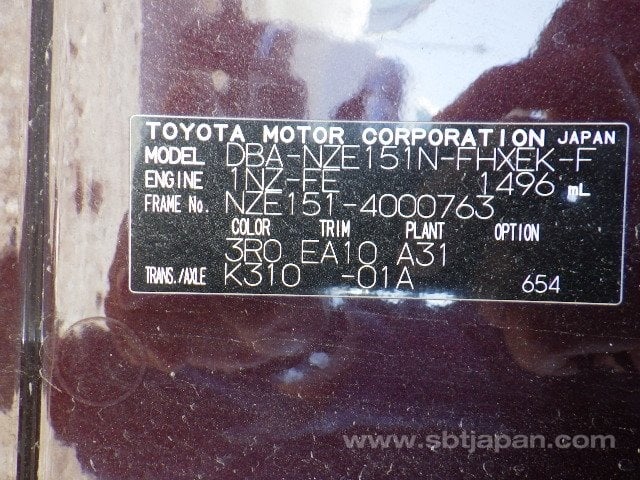 TOYOTA MOTOR CORPORATION JAPAN
MODEL DBA-NZE151N-FHXEK-F
ENGINE 1NZ-FE 1496 mL
FRAME No. NZE151-4000763
COLOR TRIM PLANT OPTION
3R0 EA10 A31
TRANS./AXLE K310 -01A 654
www.sbtjapan.com